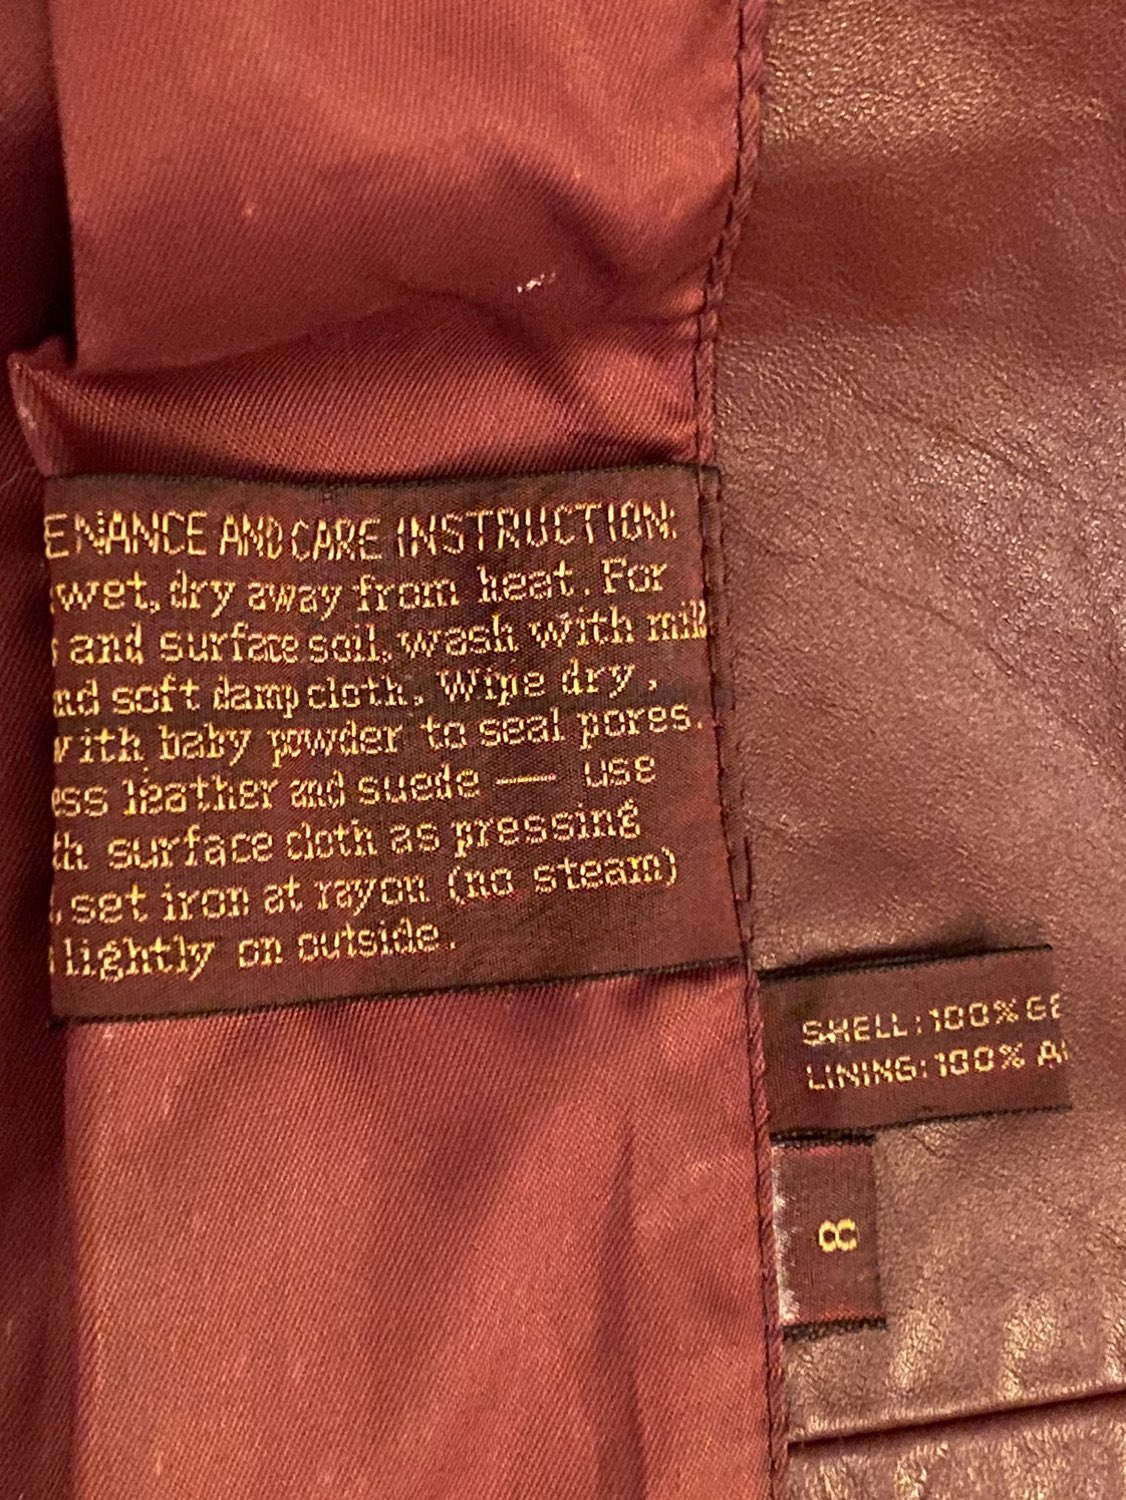 ENANCE AND CARE INSTRUCTION:
wet, dry away from heat. For
and surface soil, wash with mil
nd soft damp cloth. Wipe dry,
with baby powder to seal pores.
ess leather and suede — use
th surface cloth as pressing
, set iron at rayon (no steam)
lightly on outside.
SHELL: 100% GE
LINING: 100% A
8